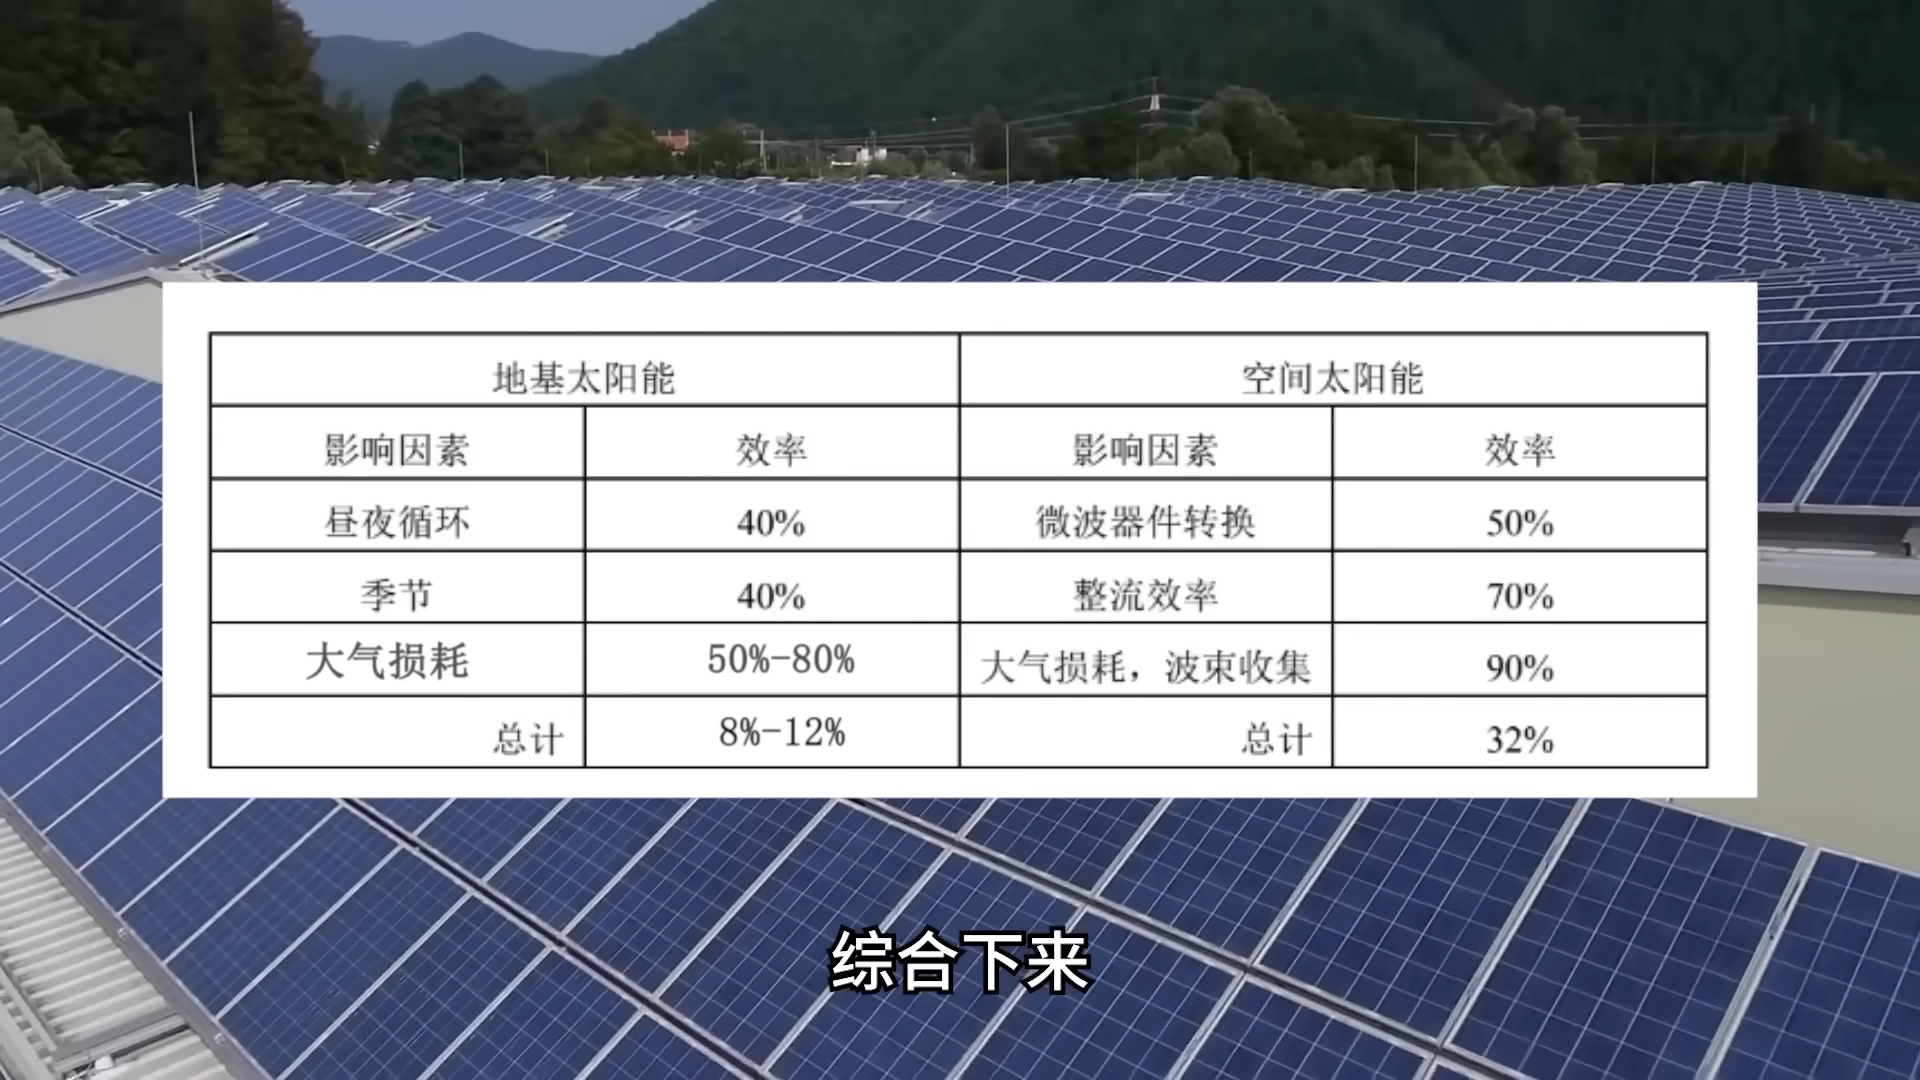 地基太阳能 空间太阳能
影响因素 效率 影响因素 效率
昼夜循环 40% 微波器件转换 50%
季节 40% 整流效率 70%
大气损耗 50%-80% 大气损耗，波束收集 90%
总计 8%-12% 总计 32%
综合下来